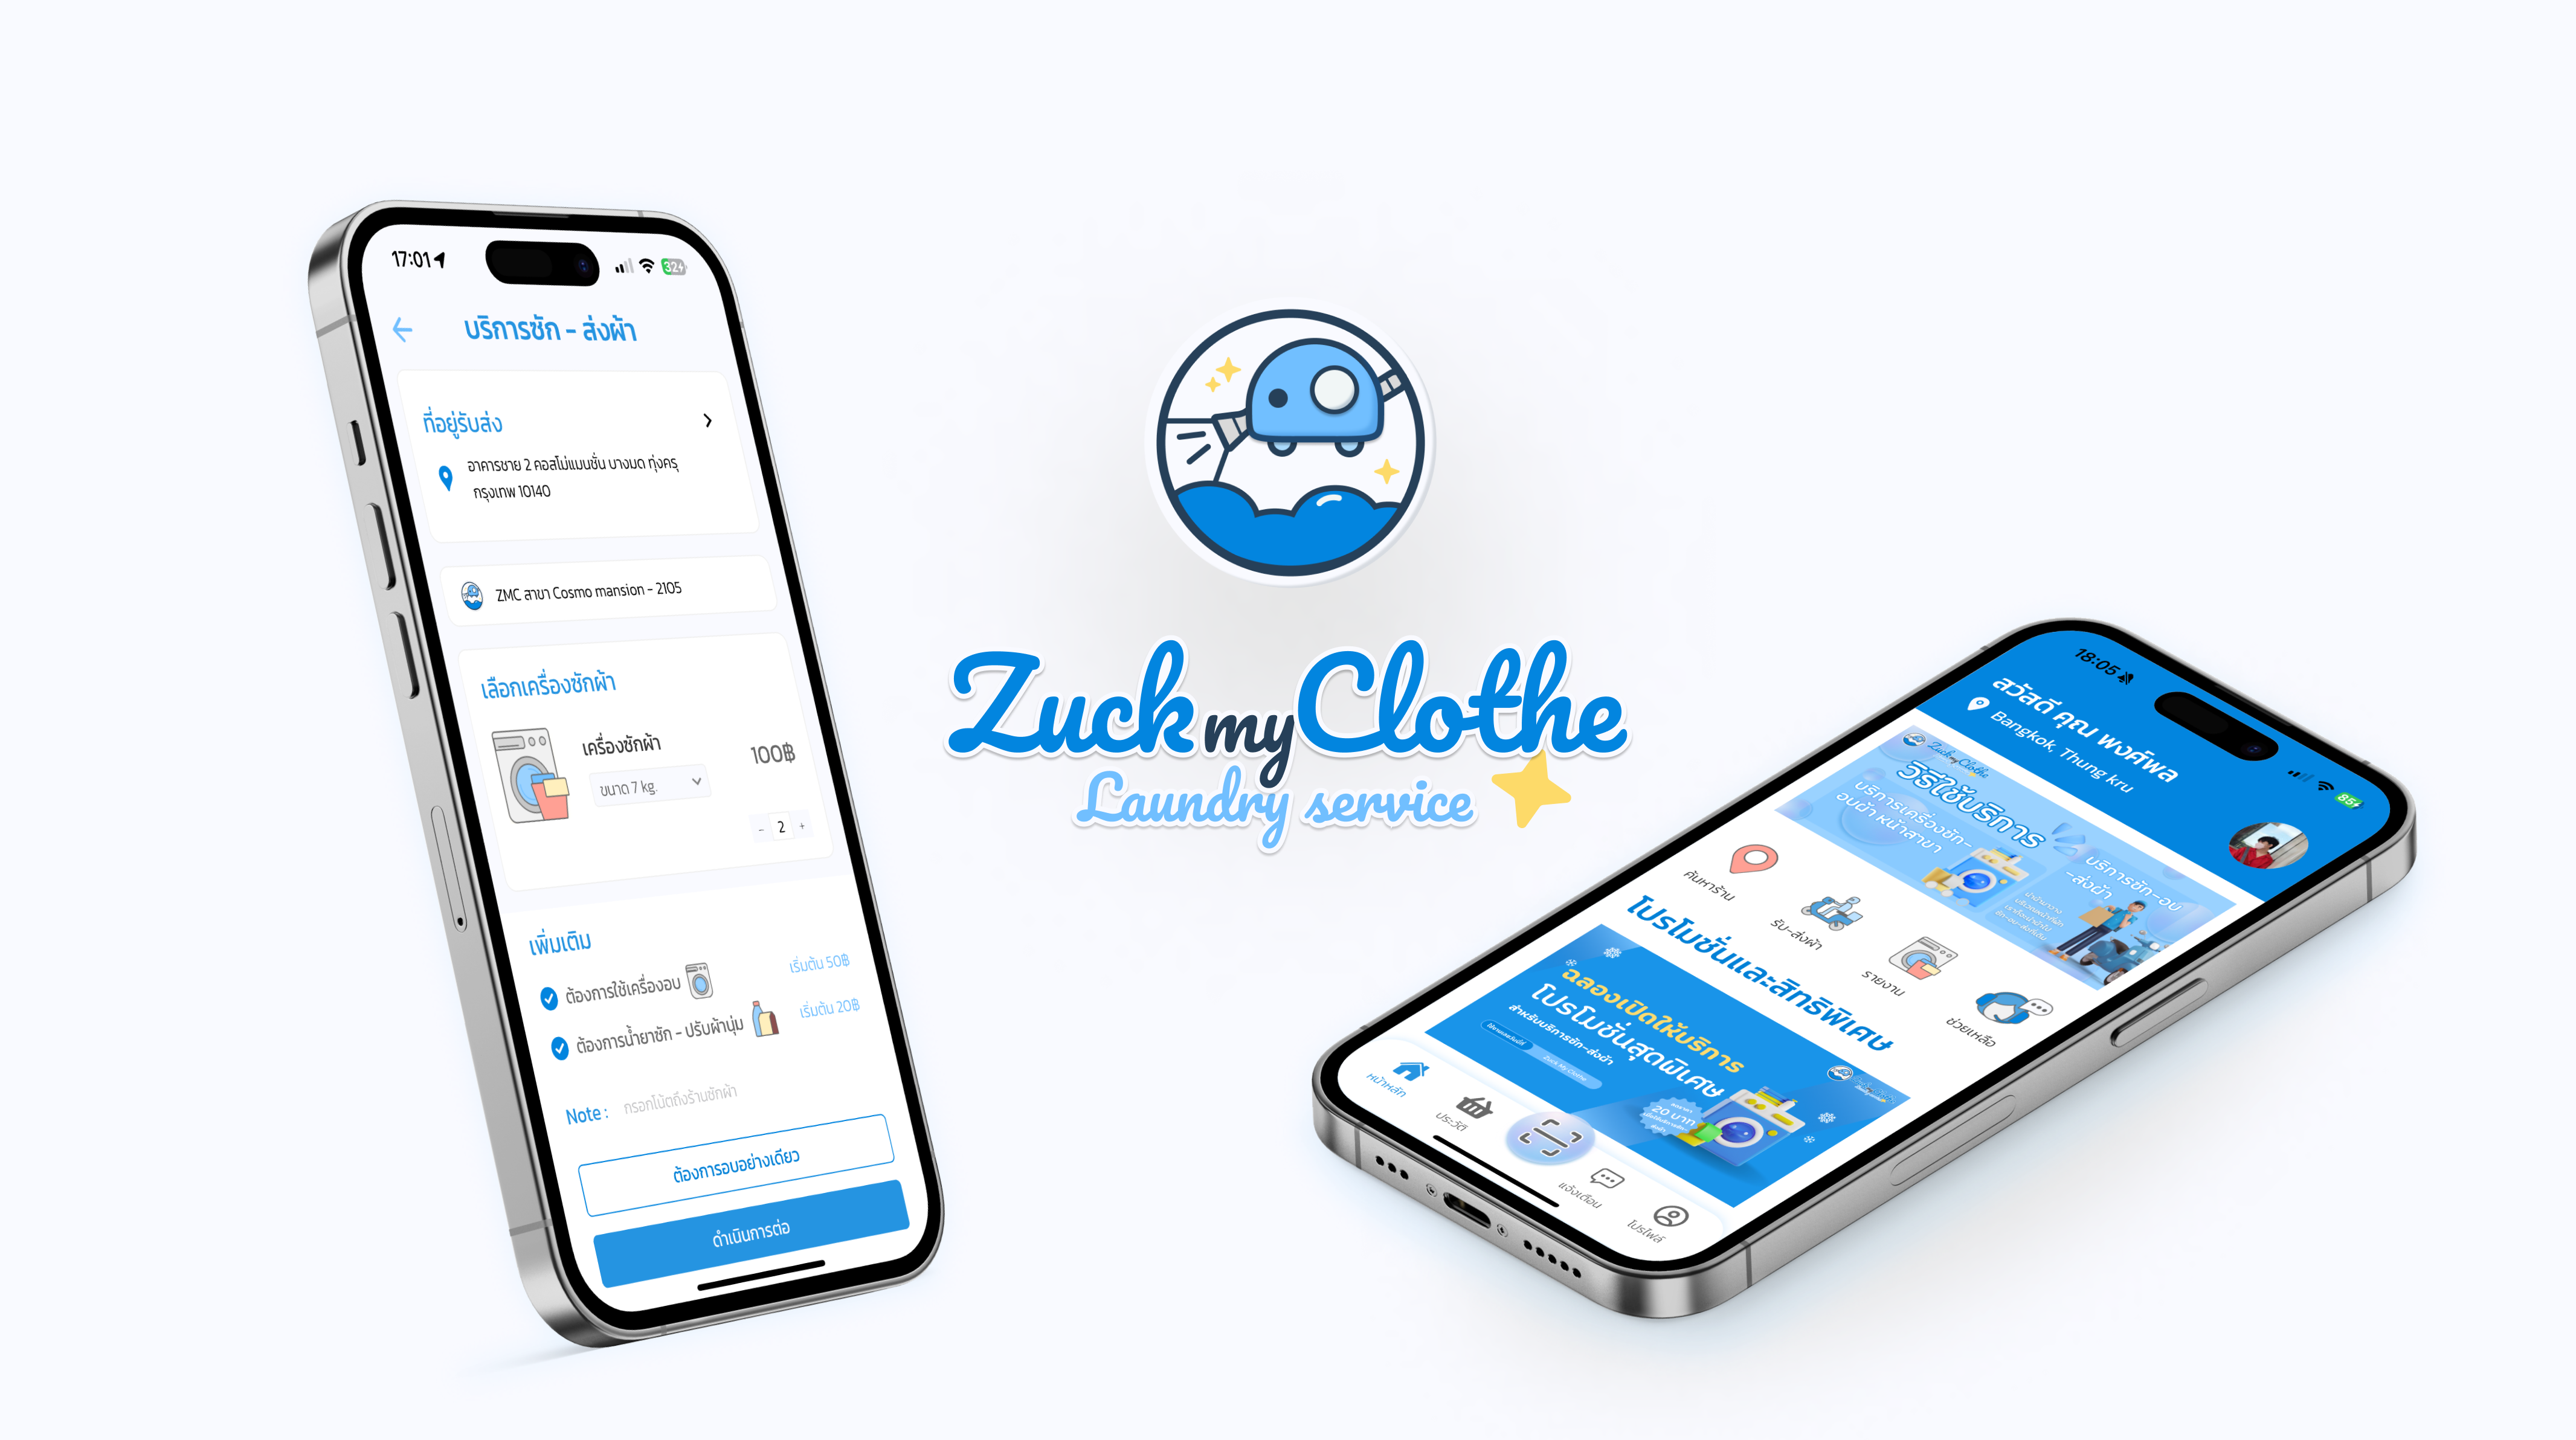 17:01
32
บริการซัก - ส่งผ้า
ที่อยู่รับส่ง
อาคารชาย 2 คอสโม่แมนชั่น บางมด ทุ่งครุ
กรุงเทพ 10140
ZMC สาขา Cosmo mansion - 2105
เลือกเครื่องซักผ้า
เครื่องซักผ้า
100฿
ขนาด 7 kg.
- 2 +
เพิ่มเติม
ต้องการใช้เครื่องอบ
เริ่มต้น 50฿
ต้องการน้ำยาซัก - ปรับผ้านุ่ม
เริ่มต้น 20฿
Note : กรอกโน้ตถึงร้านซักผ้า
ต้องการอบอย่างเดียว
ดำเนินการต่อ
Zuck my Clothe
Laundry service
18:05
85
สวัสดี คุณ พงศ์พล
Bangkok, Thung kru
Zuck my Clothe
วิธีใช้บริการ
บริการเครื่องซัก-
อบผ้า หน้าสาขา
บริการซัก-อบ
-ส่งผ้า
ค้นหาร้าน
รับ-ส่งผ้า
รายงาน
ช่วยเหลือ
โปรโมชั่นและสิทธิพิเศษ
ฉลองเปิดให้บริการ
โปรโมชั่นสุดพิเศษ
สำหรับบริการซัก-ส่งผ้า
Zuck My Clothe
20 บาท
หน้าหลัก
ประวัติ
แจ้งเตือน
โปรไฟล์